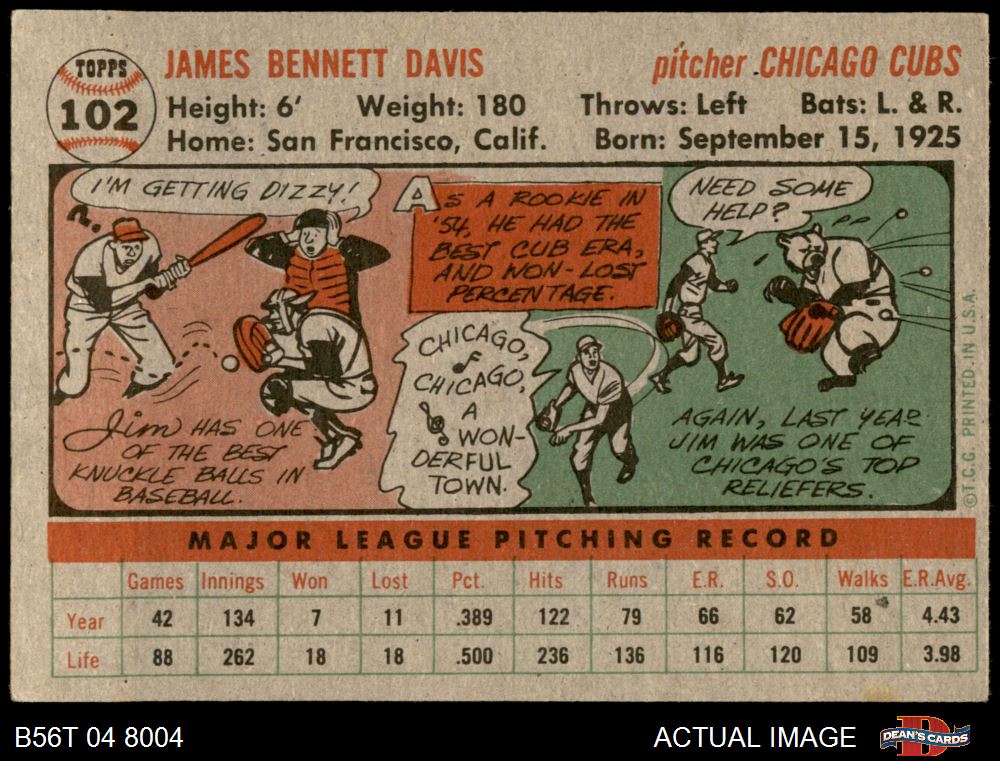 TOPPS
102
JAMES BENNETT DAVIS
pitcher CHICAGO CUBS
Height: 6' Weight: 180 Throws: Left Bats: L. & R.
Home: San Francisco, Calif. Born: September 15, 1925
I'M GETTING DIZZY!
?
Jim HAS ONE
OF THE BEST
KNUCKLE BALLS IN
BASEBALL.
AS A ROOKIE IN
'54, HE HAD THE
BEST CUB ERA,
AND WON-LOST
PERCENTAGE.
CHICAGO,
CHICAGO,
A
WON-
DERFUL
TOWN.
NEED SOME
HELP?
AGAIN, LAST YEAR
JIM WAS ONE OF
CHICAGO'S TOP
RELIEFERS.
©T.C.G. PRINTED IN U.S.A.
MAJOR LEAGUE PITCHING RECORD
Games Innings Won Lost Pct. Hits Runs E.R. S.O. Walks E.R.Avg.
Year 42 134 7 11 .389 122 79 66 62 58 4.43
Life 88 262 18 18 .500 236 136 116 120 109 3.98
B56T 04 8004
ACTUAL IMAGE
DEAN'S CARDS